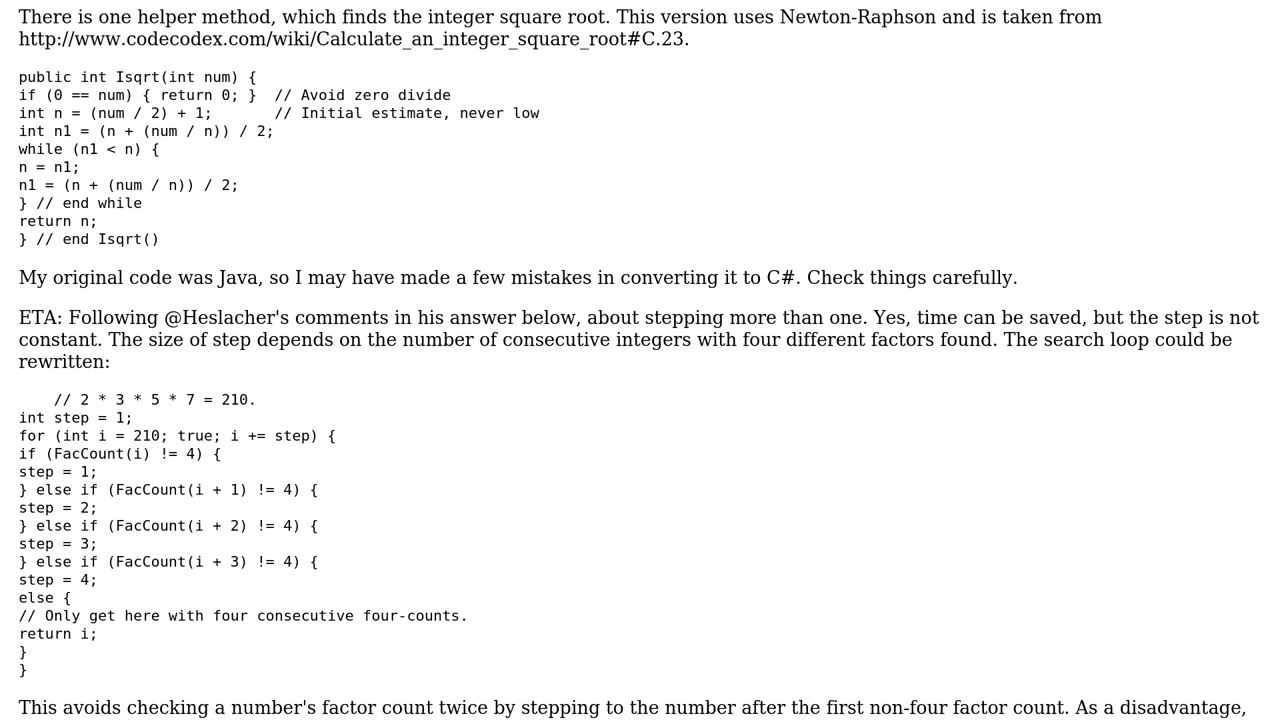 There is one helper method, which finds the integer square root. This version uses Newton-Raphson and is taken from
http://www.codecodex.com/wiki/Calculate_an_integer_square_root#C.23.
public int Isqrt(int num) {
if (0 == num) { return 0; }  // Avoid zero divide
int n = (num / 2) + 1;       // Initial estimate, never low
int n1 = (n + (num / n)) / 2;
while (n1 < n) {
n = n1;
n1 = (n + (num / n)) / 2;
} // end while
return n;
} // end Isqrt()
My original code was Java, so I may have made a few mistakes in converting it to C#. Check things carefully.
ETA: Following @Heslacher's comments in his answer below, about stepping more than one. Yes, time can be saved, but the step is not
constant. The size of step depends on the number of consecutive integers with four different factors found. The search loop could be
rewritten:
    // 2 * 3 * 5 * 7 = 210.
int step = 1;
for (int i = 210; true; i += step) {
if (FacCount(i) != 4) {
step = 1;
} else if (FacCount(i + 1) != 4) {
step = 2;
} else if (FacCount(i + 2) != 4) {
step = 3;
} else if (FacCount(i + 3) != 4) {
step = 4;
else {
// Only get here with four consecutive four-counts.
return i;
}
}
This avoids checking a number's factor count twice by stepping to the number after the first non-four factor count. As a disadvantage,